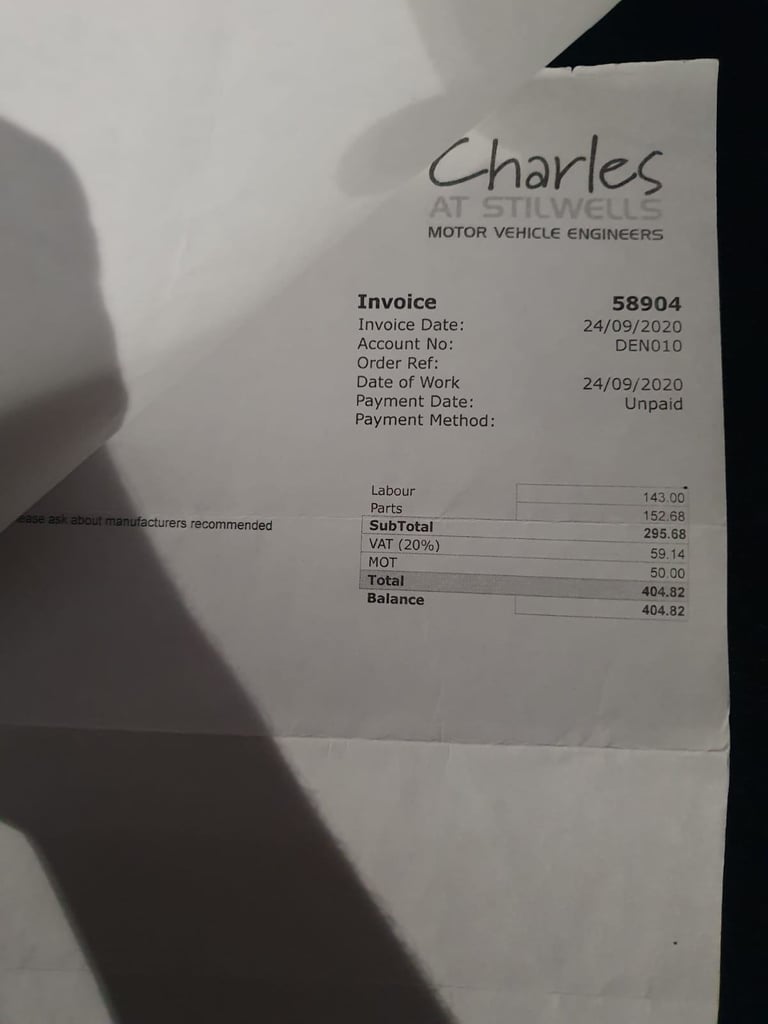 Charles
AT STILWELLS
MOTOR VEHICLE ENGINEERS
Invoice 58904
Invoice Date: 24/09/2020
Account No: DEN010
Order Ref:
Date of Work 24/09/2020
Payment Date: Unpaid
Payment Method:
Labour 143.00
Parts 152.68
SubTotal 295.68
VAT (20%) 59.14
MOT 50.00
Total 404.82
Balance 404.82
ask about manufacturers recommended